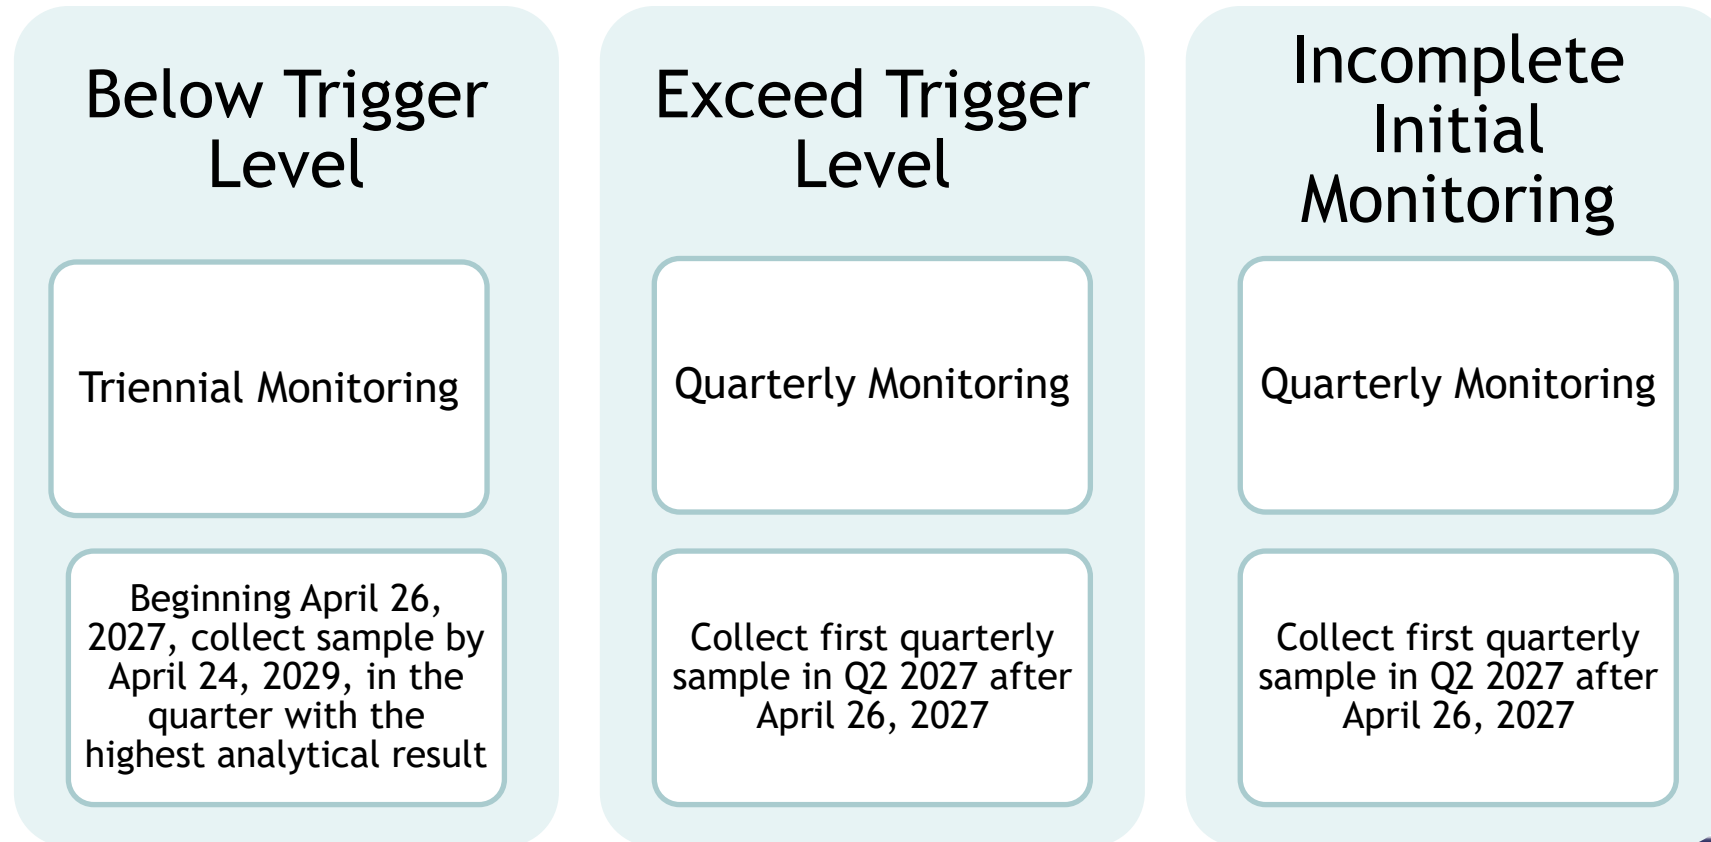 Below Trigger
Level
Triennial Monitoring
Beginning April 26,
2027, collect sample by
April 24, 2029, in the
quarter with the
highest analytical result
Exceed Trigger
Level
Quarterly Monitoring
Collect first quarterly
sample in Q2 2027 after
April 26, 2027
Incomplete
Initial
Monitoring
Quarterly Monitoring
Collect first quarterly
sample in Q2 2027 after
April 26, 2027